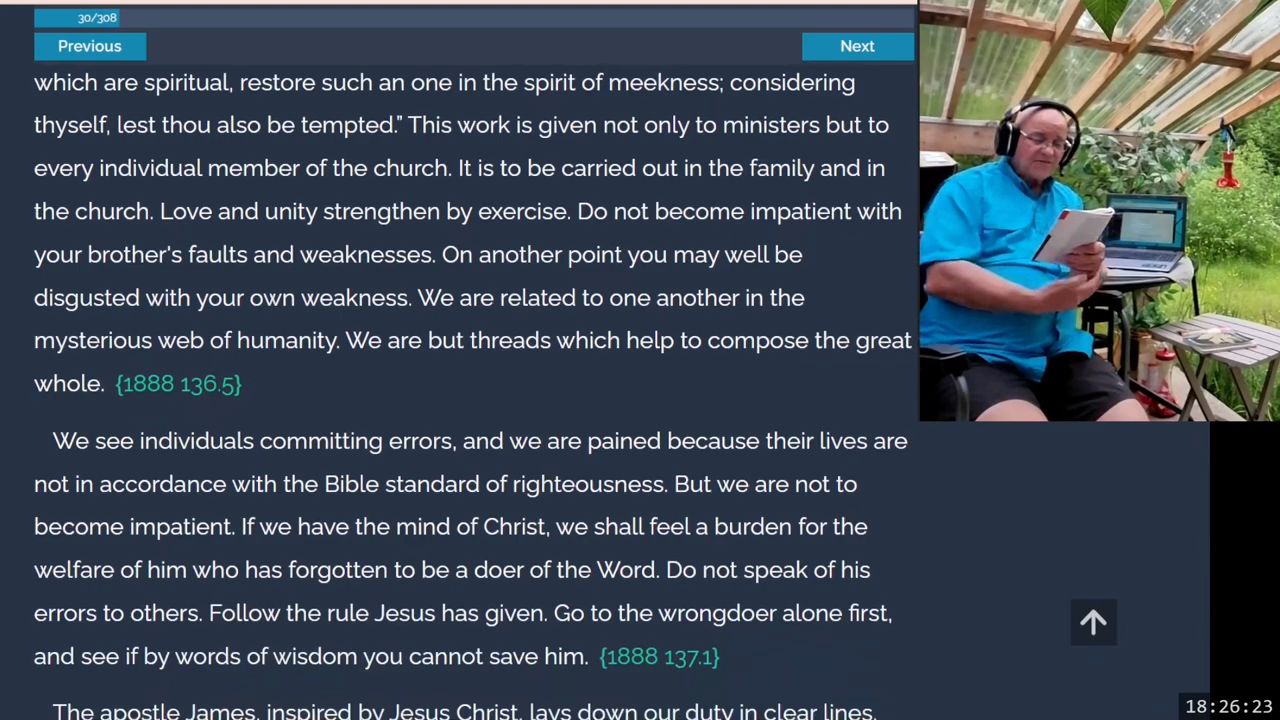 30/308
Previous
Next
which are spiritual, restore such an one in the spirit of meekness; considering
thyself, lest thou also be tempted.” This work is given not only to ministers but to
every individual member of the church. It is to be carried out in the family and in
the church. Love and unity strengthen by exercise. Do not become impatient with
your brother's faults and weaknesses. On another point you may well be
disgusted with your own weakness. We are related to one another in the
mysterious web of humanity. We are but threads which help to compose the great
whole. {1888 136.5}
We see individuals committing errors, and we are pained because their lives are
not in accordance with the Bible standard of righteousness. But we are not to
become impatient. If we have the mind of Christ, we shall feel a burden for the
welfare of him who has forgotten to be a doer of the Word. Do not speak of his
errors to others. Follow the rule Jesus has given. Go to the wrongdoer alone first,
and see if by words of wisdom you cannot save him. {1888 137.1}
The apostle James, inspired by Jesus Christ, lays down our duty in clear lines.
18:26:23